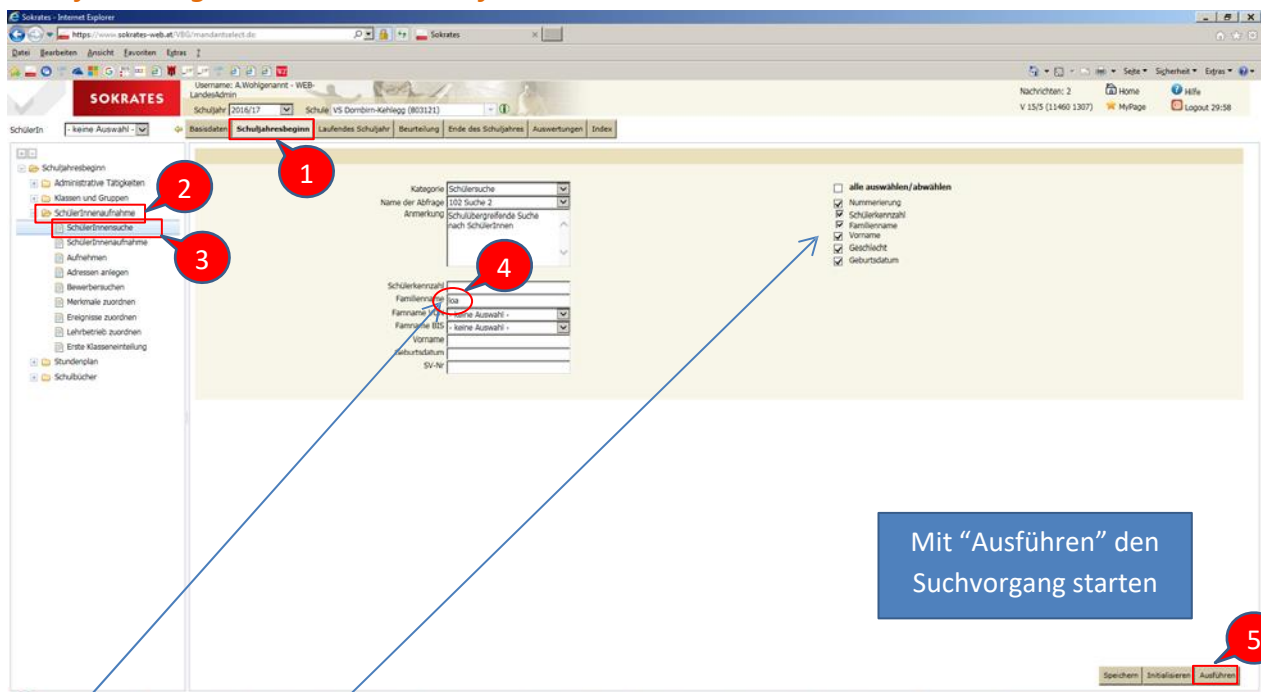 Sokrates - Internet Explorer
https://www.sokrates-web.at/VBG/mandantselect.do
Sokrates
Datei Bearbeiten Ansicht Favoriten Extras ?
Seite Sicherheit Extras
SOKRATES
Username: A.Wohlgenannt - WEB-
LandesAdmin
Schuljahr 2016/17 Schule VS Dornbirn-Kehlegg (803121)
Nachrichten: 2 Home Hilfe
V 15/5 (11460 1307) MyPage Logout 29:58
SchülerIn - keine Auswahl -
Basisdaten Schuljahresbeginn Laufendes Schuljahr Beurteilung Ende des Schuljahres Auswertungen Index
1
2
3
4
5
Schuljahresbeginn
Administrative Tätigkeiten
Klassen und Gruppen
SchülerInnenaufnahme
SchülerInnensuche
SchülerInnenaufnahme
Aufnehmen
Adressen anlegen
Bewerbersuchen
Merkmale zuordnen
Ereignisse zuordnen
Lehrbetrieb zuordnen
Erste Klasseneinteilung
Stundenplan
Schulbücher
Kategorie Schülersuche
Name der Abfrage 102 Suche 2
Anmerkung Schulübergreifende Suche
nach SchülerInnen
Schülerkennzahl
Familienname loa
Famname - keine Auswahl -
Famname BIS - keine Auswahl -
Vorname
Geburtsdatum
SV-Nr
alle auswählen/abwählen
Nummerierung
Schülerkennzahl
Familienname
Vorname
Geschlecht
Geburtsdatum
Mit “Ausführen” den
Suchvorgang starten
Speichern Initialisieren Ausführen